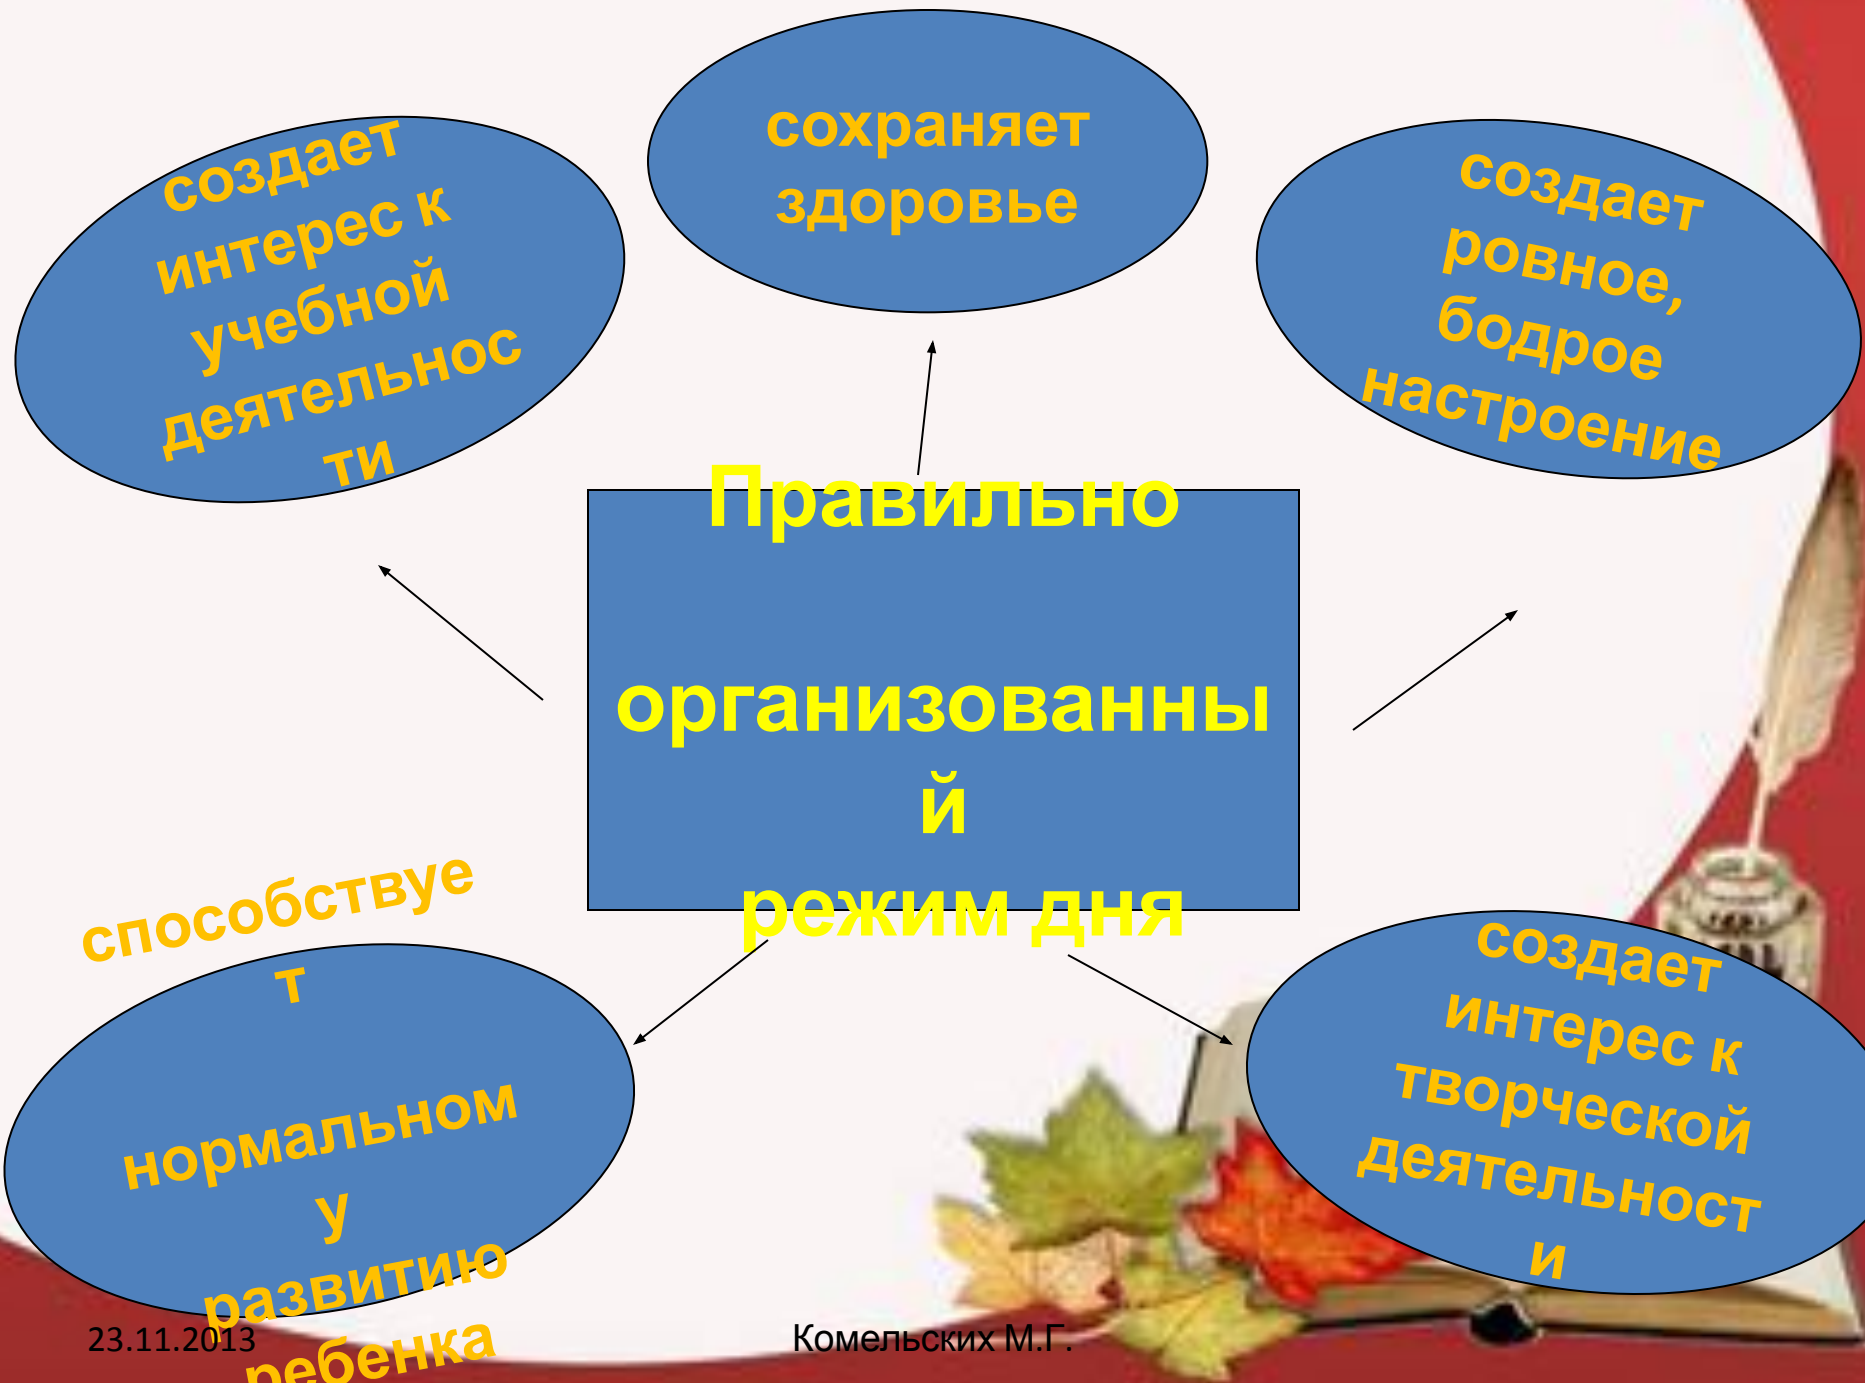 сохраняет
здоровье
создает
интерес к
учебной
деятельнос
ти
создает
ровное,
бодрое
настроение
Правильно
организованны
й
режим дня
способствуе
т
нормальном
у
развитию
ребенка
создает
интерес к
творческой
деятельност
и
23.11.2013
Комельских М.Г.